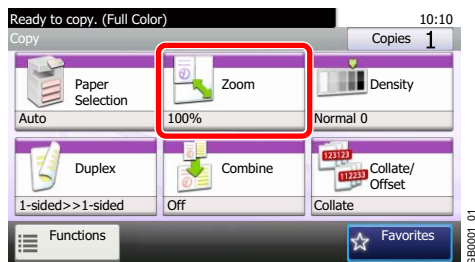 Ready to copy. (Full Color)
10:10
Copy
Copies 1
Paper
Selection
Auto
Zoom
100%
Density
Normal 0
Duplex
1-sided>>1-sided
Combine
Off
123123
112233
Collate/
Offset
Collate
Functions
Favorites
GB0001_01